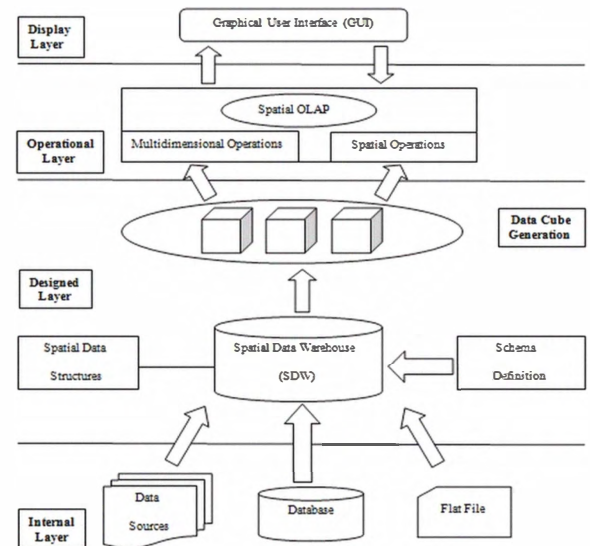 Graphical User Interface (GUI)
Display
Layer
Spatial OLAP
Operational
Layer
Multidimensional Operations
Spatial Operations
Data Cube
Generation
Designed
Layer
Spatial Data
Structures
Spatial Data Warehouse
(SDW)
Schema
Definition
Data
Sources
Database
Flat File
Internal
Layer